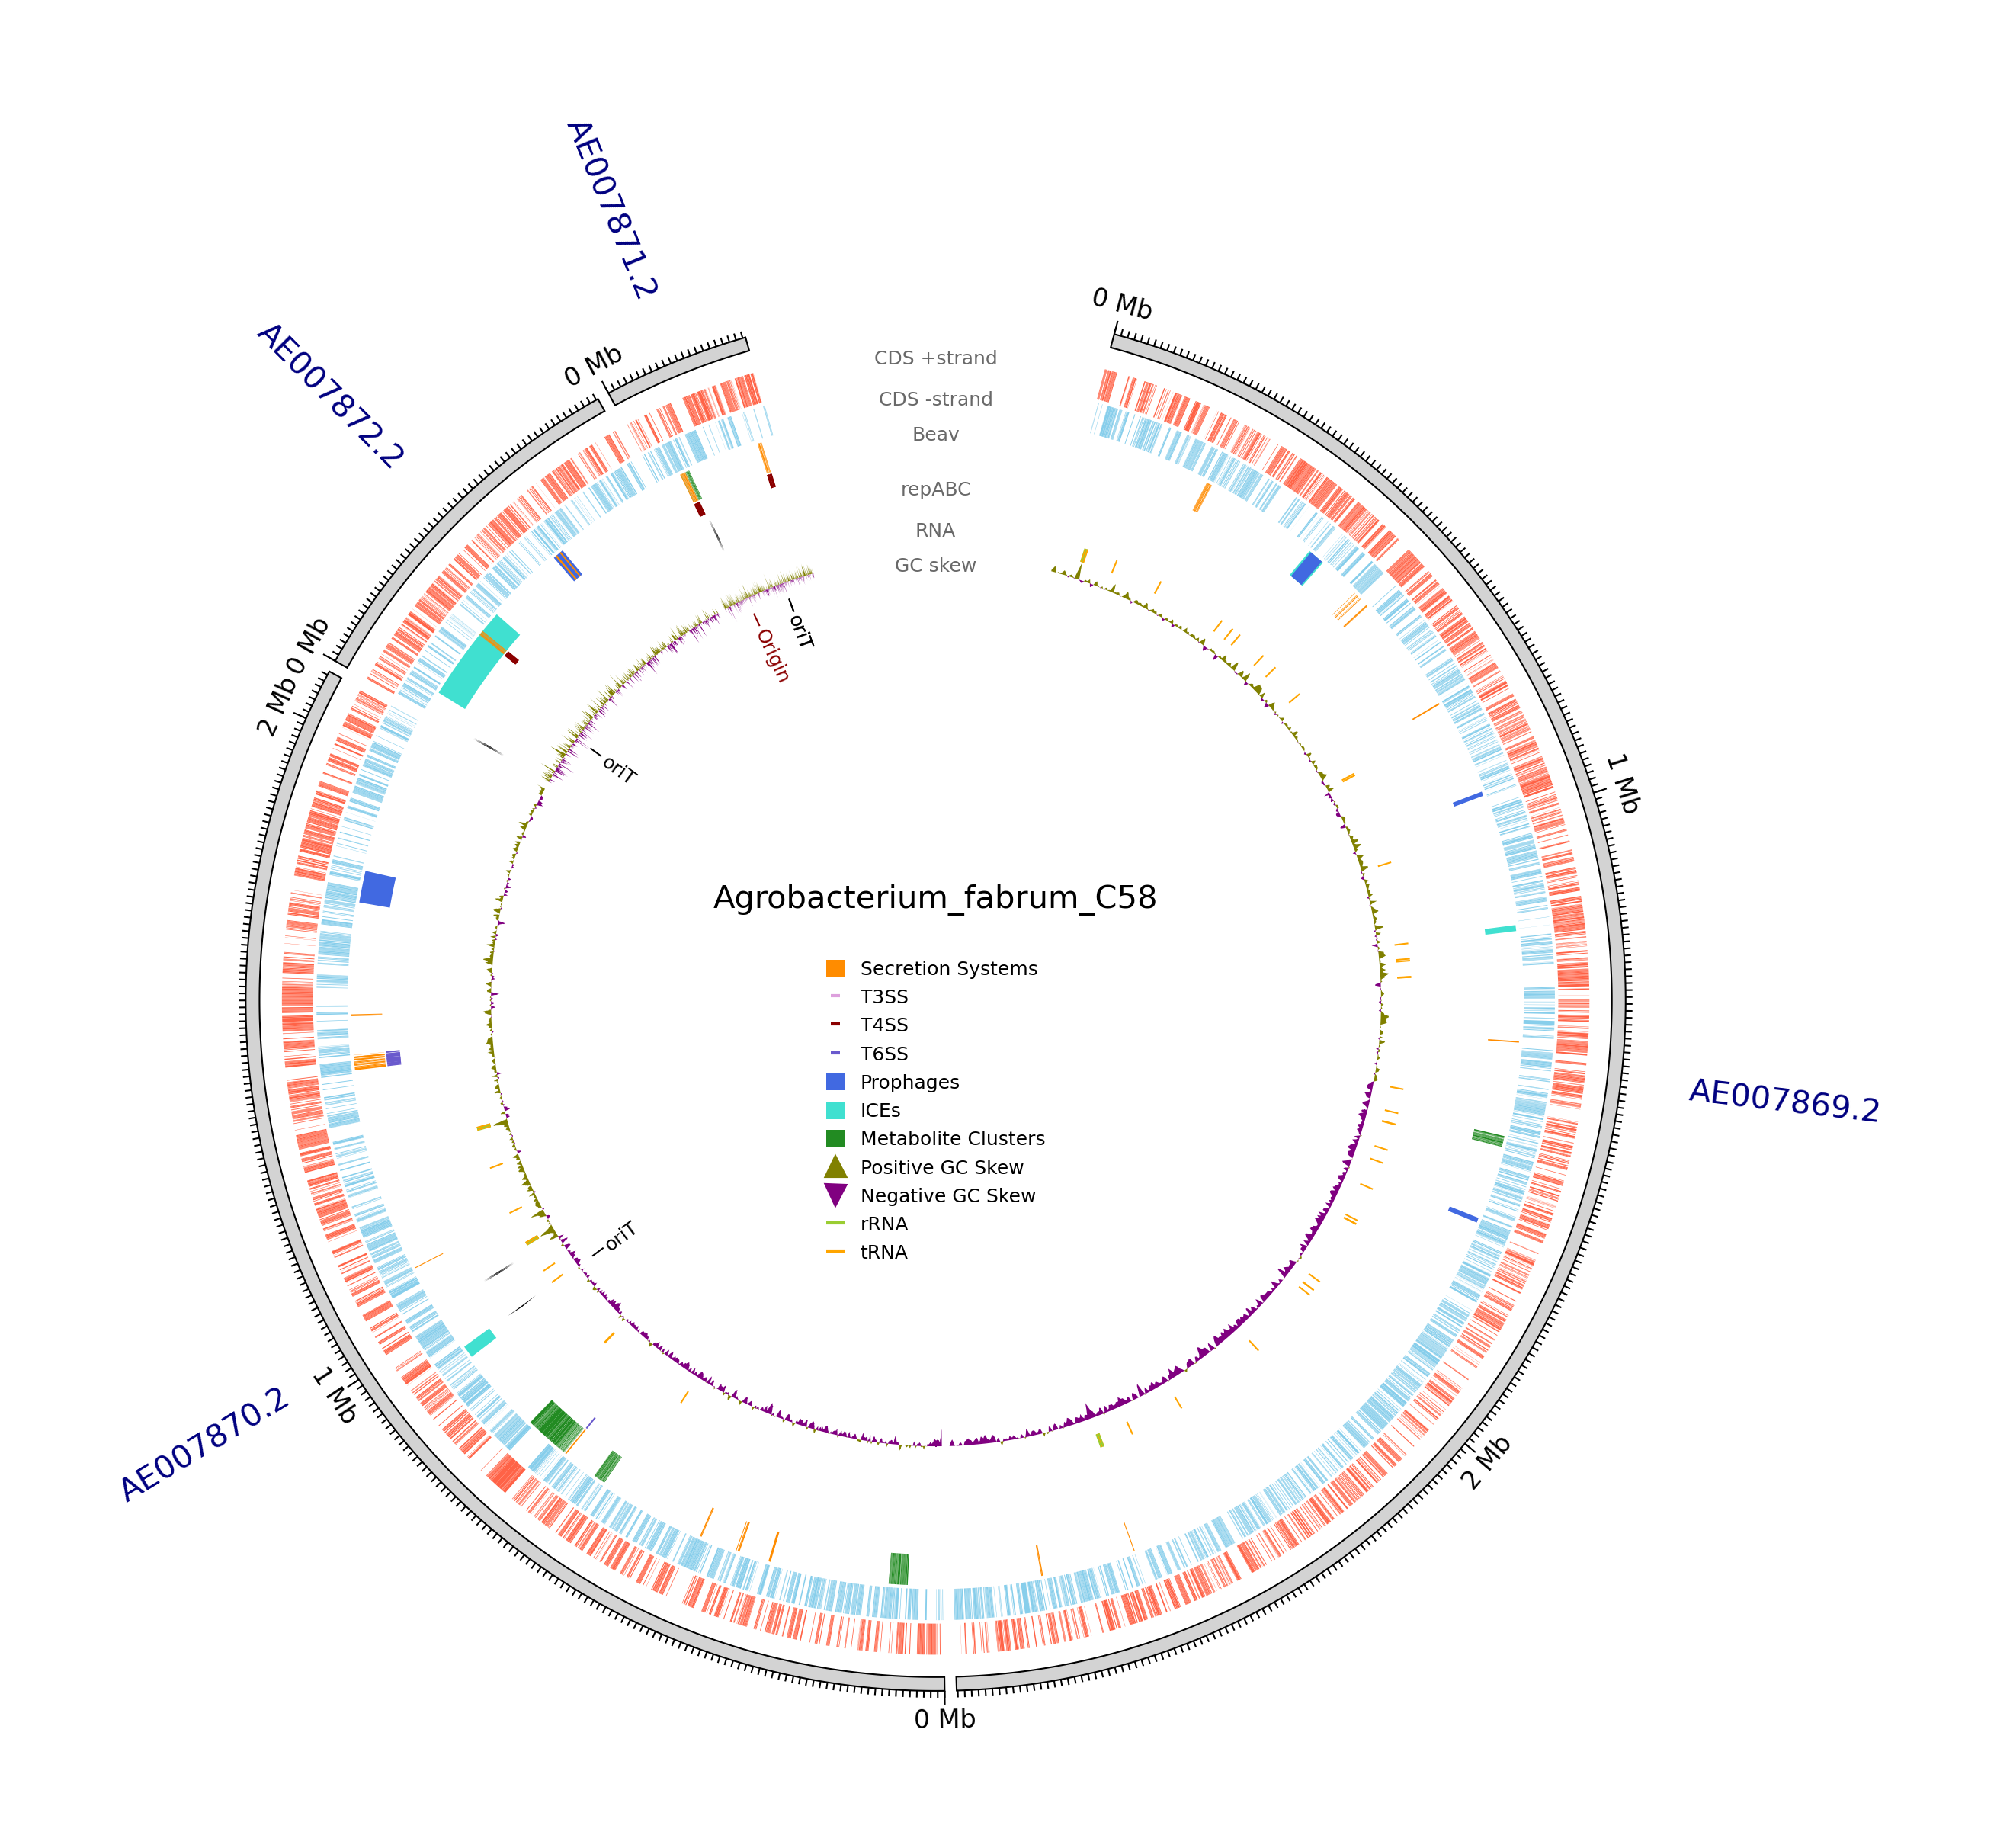 AE007871.2
AE007872.2
0 Mb
0 Mb
CDS +strand
CDS -strand
Beav
repABC
RNA
GC skew
0 Mb
2 Mb
oriT
Origin
oriT
1 Mb
Agrobacterium_fabrum_C58
Secretion Systems
T3SS
T4SS
T6SS
Prophages
ICEs
Metabolite Clusters
Positive GC Skew
Negative GC Skew
rRNA
tRNA
AE007869.2
oriT
1 Mb
AE007870.2
2 Mb
0 Mb